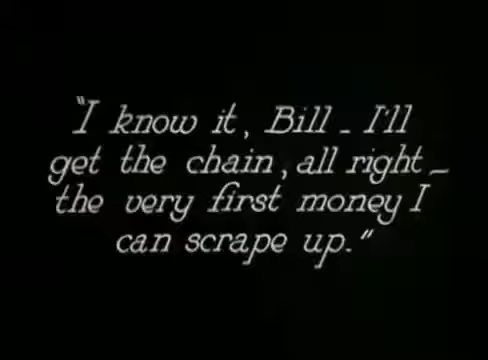 "I know it, Bill - I'll
get the chain, all right -
the very first money I
can scrape up."